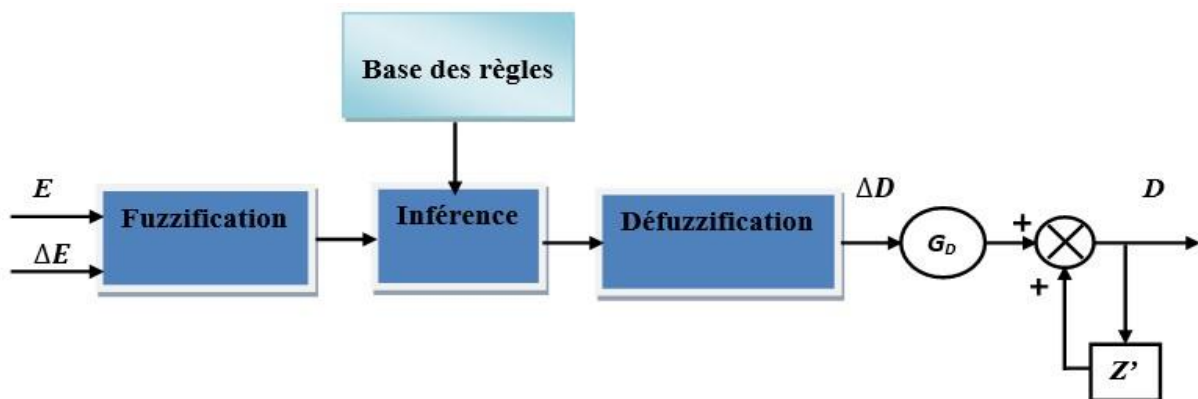 Base des règles
E
ΔE
Fuzzification
Inférence
Défuzzification
ΔD
G_D
+
+
D
Z’